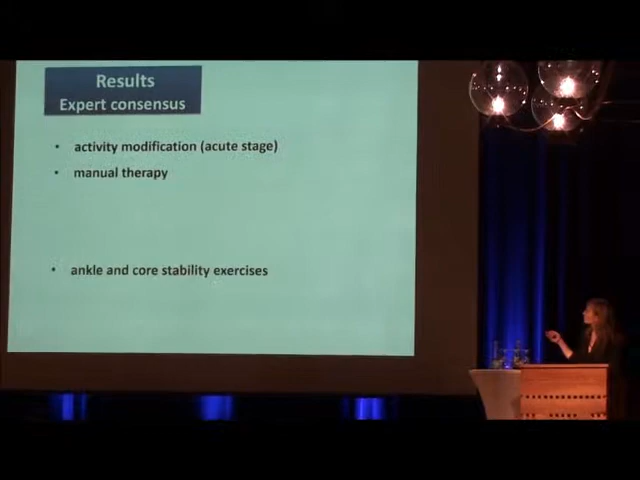 Results
Expert consensus
• activity modification (acute stage)
• manual therapy
• ankle and core stability exercises